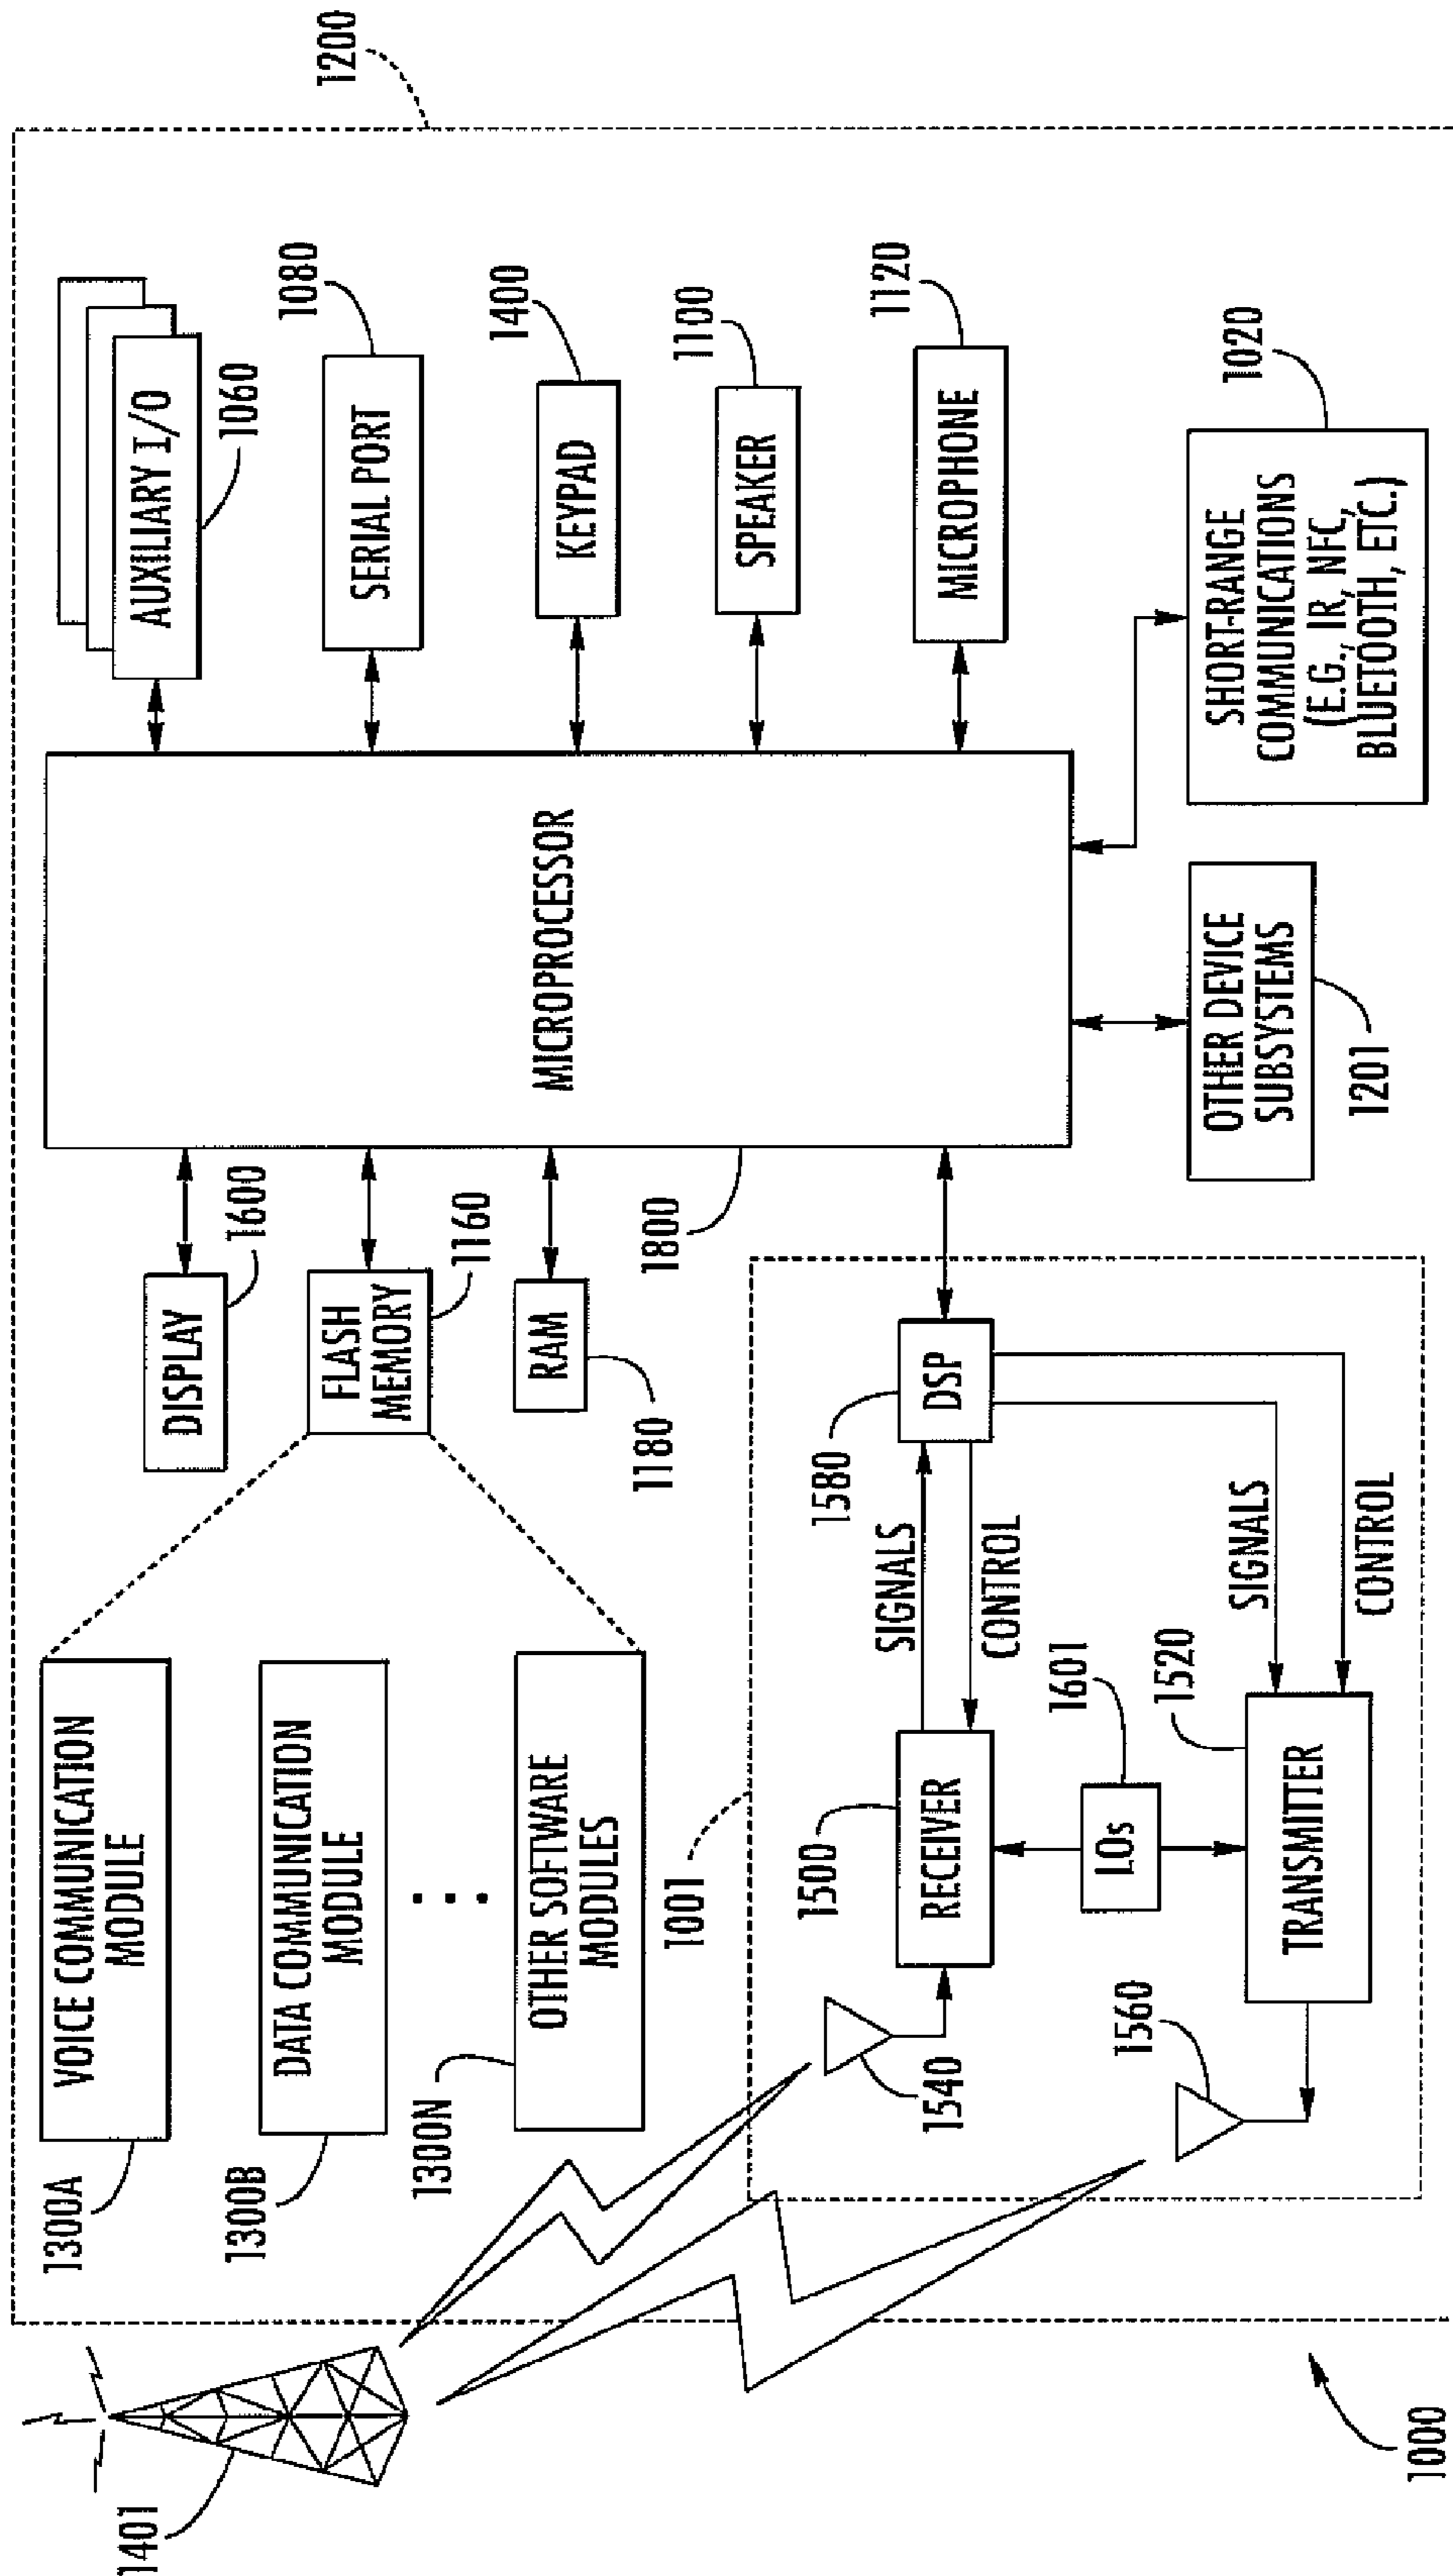 1200
AUXILIARY I/O
1060
SERIAL PORT
1080
KEYPAD
1400
SPEAKER
1100
MICROPHONE
1120
SHORT-RANGE
COMMUNICATIONS
(E.G., IR, NFC,
BLUETOOTH, ETC.)
1020
MICROPROCESSOR
1800
OTHER DEVICE
SUBSYSTEMS
1201
DISPLAY
1600
FLASH
MEMORY
1160
RAM
1180
VOICE COMMUNICATION
MODULE
1300A
DATA COMMUNICATION
MODULE
1300B
OTHER SOFTWARE
MODULES
1300N
1001
DSP
1580
SIGNALS
CONTROL
SIGNALS
CONTROL
RECEIVER
1500
LOs
1601
TRANSMITTER
1520
1540
1560
1401
1000